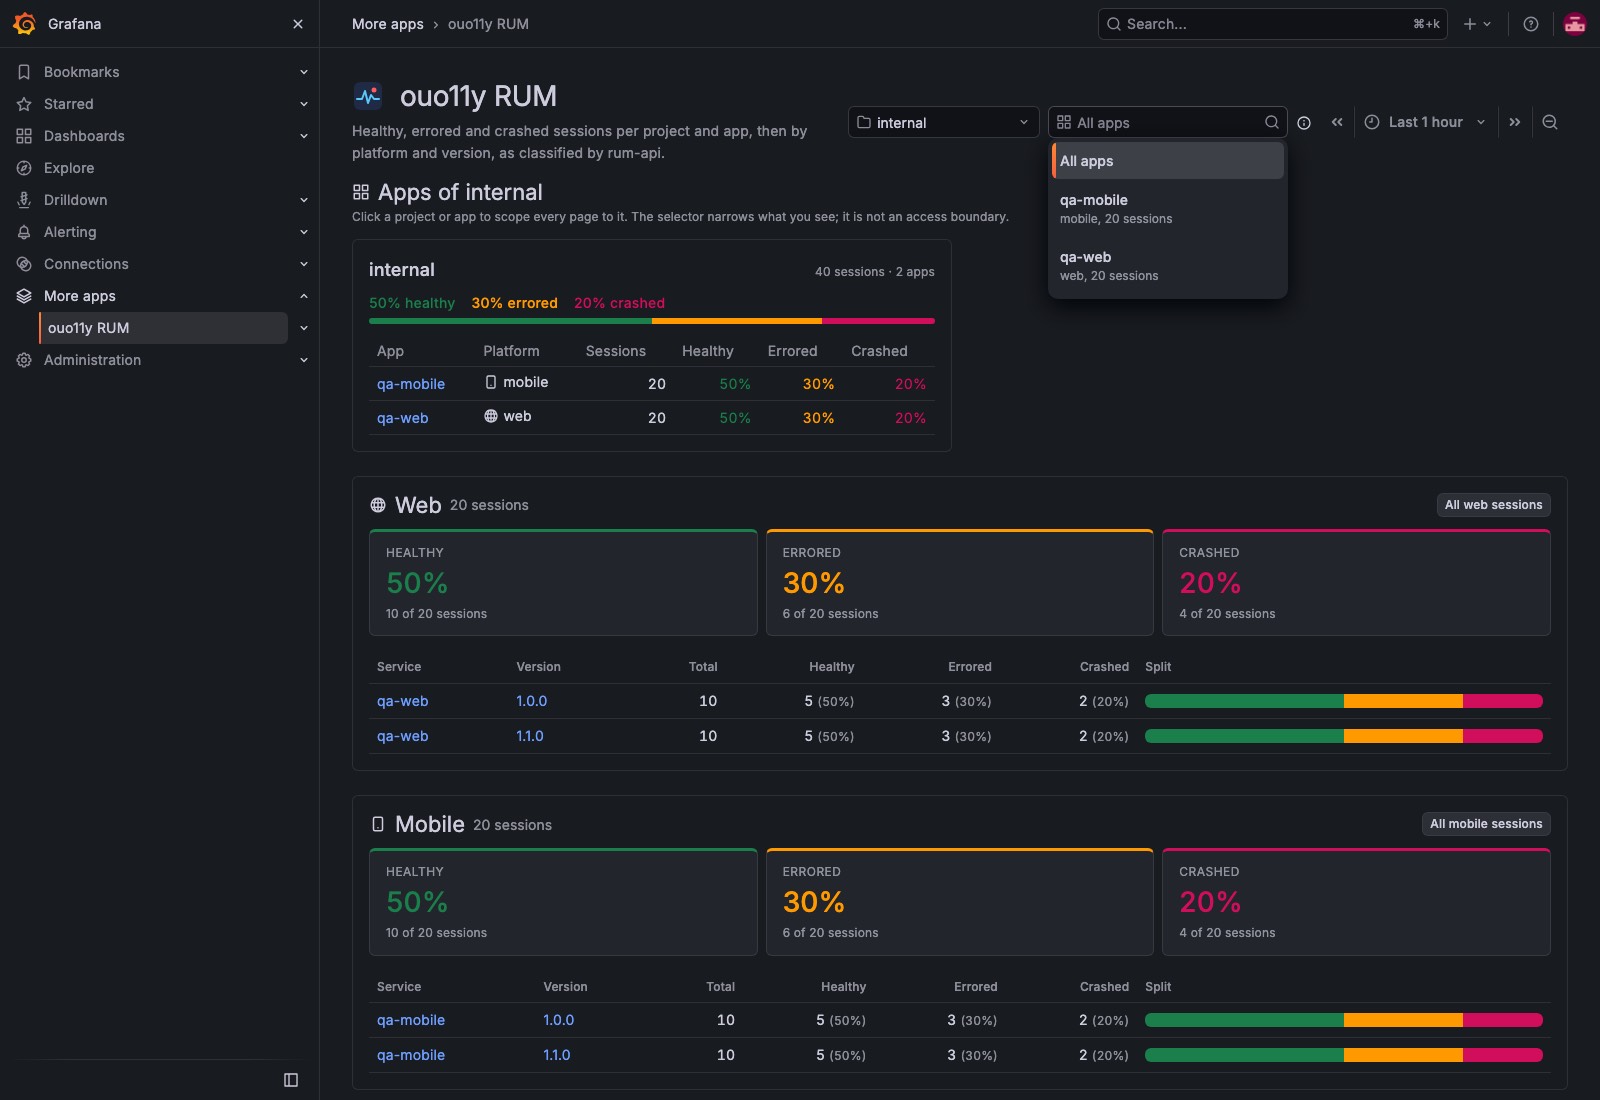 Grafana
More apps › ouo11y RUM
Search...
⌘+k
Bookmarks
Starred
Dashboards
Explore
Drilldown
Alerting
Connections
More apps
ouo11y RUM
Administration
ouo11y RUM
Healthy, errored and crashed sessions per project and app, then by
platform and version, as classified by rum-api.
internal
All apps
Last 1 hour
All apps
qa-mobile
mobile, 20 sessions
qa-web
web, 20 sessions
Apps of internal
Click a project or app to scope every page to it. The selector narrows what you see; it is not an access boundary.
internal
40 sessions · 2 apps
50% healthy 30% errored 20% crashed
App Platform Sessions Healthy Errored Crashed
qa-mobile mobile 20 50% 30% 20%
qa-web web 20 50% 30% 20%
Web 20 sessions
All web sessions
HEALTHY
50%
10 of 20 sessions
ERRORED
30%
6 of 20 sessions
CRASHED
20%
4 of 20 sessions
Service Version Total Healthy Errored Crashed Split
qa-web 1.0.0 10 5 (50%) 3 (30%) 2 (20%)
qa-web 1.1.0 10 5 (50%) 3 (30%) 2 (20%)
Mobile 20 sessions
All mobile sessions
HEALTHY
50%
10 of 20 sessions
ERRORED
30%
6 of 20 sessions
CRASHED
20%
4 of 20 sessions
Service Version Total Healthy Errored Crashed Split
qa-mobile 1.0.0 10 5 (50%) 3 (30%) 2 (20%)
qa-mobile 1.1.0 10 5 (50%) 3 (30%) 2 (20%)